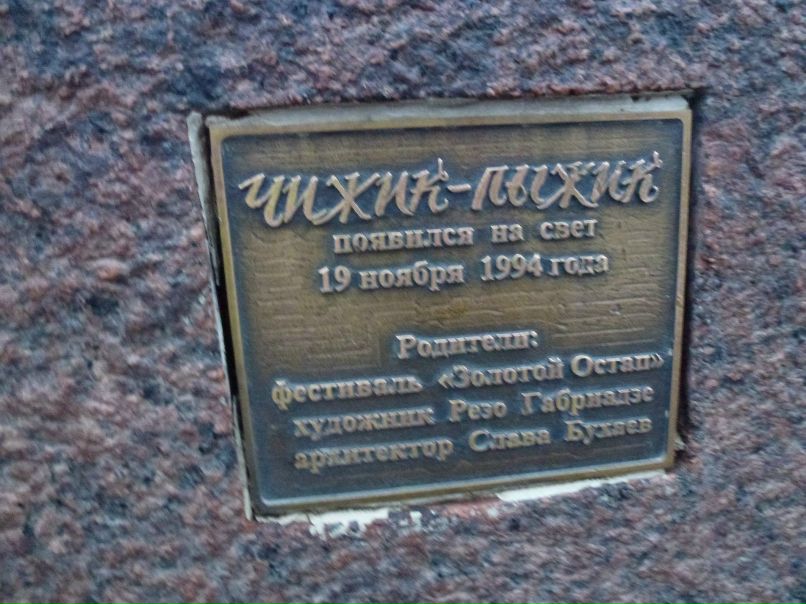 ЧИЖИК-ПЫЖИК
появился на свет
19 ноября 1994 года
Родители:
фестиваль «Золотой Остап»
художник Резо Габриадзе
архитектор Слава Бухаев